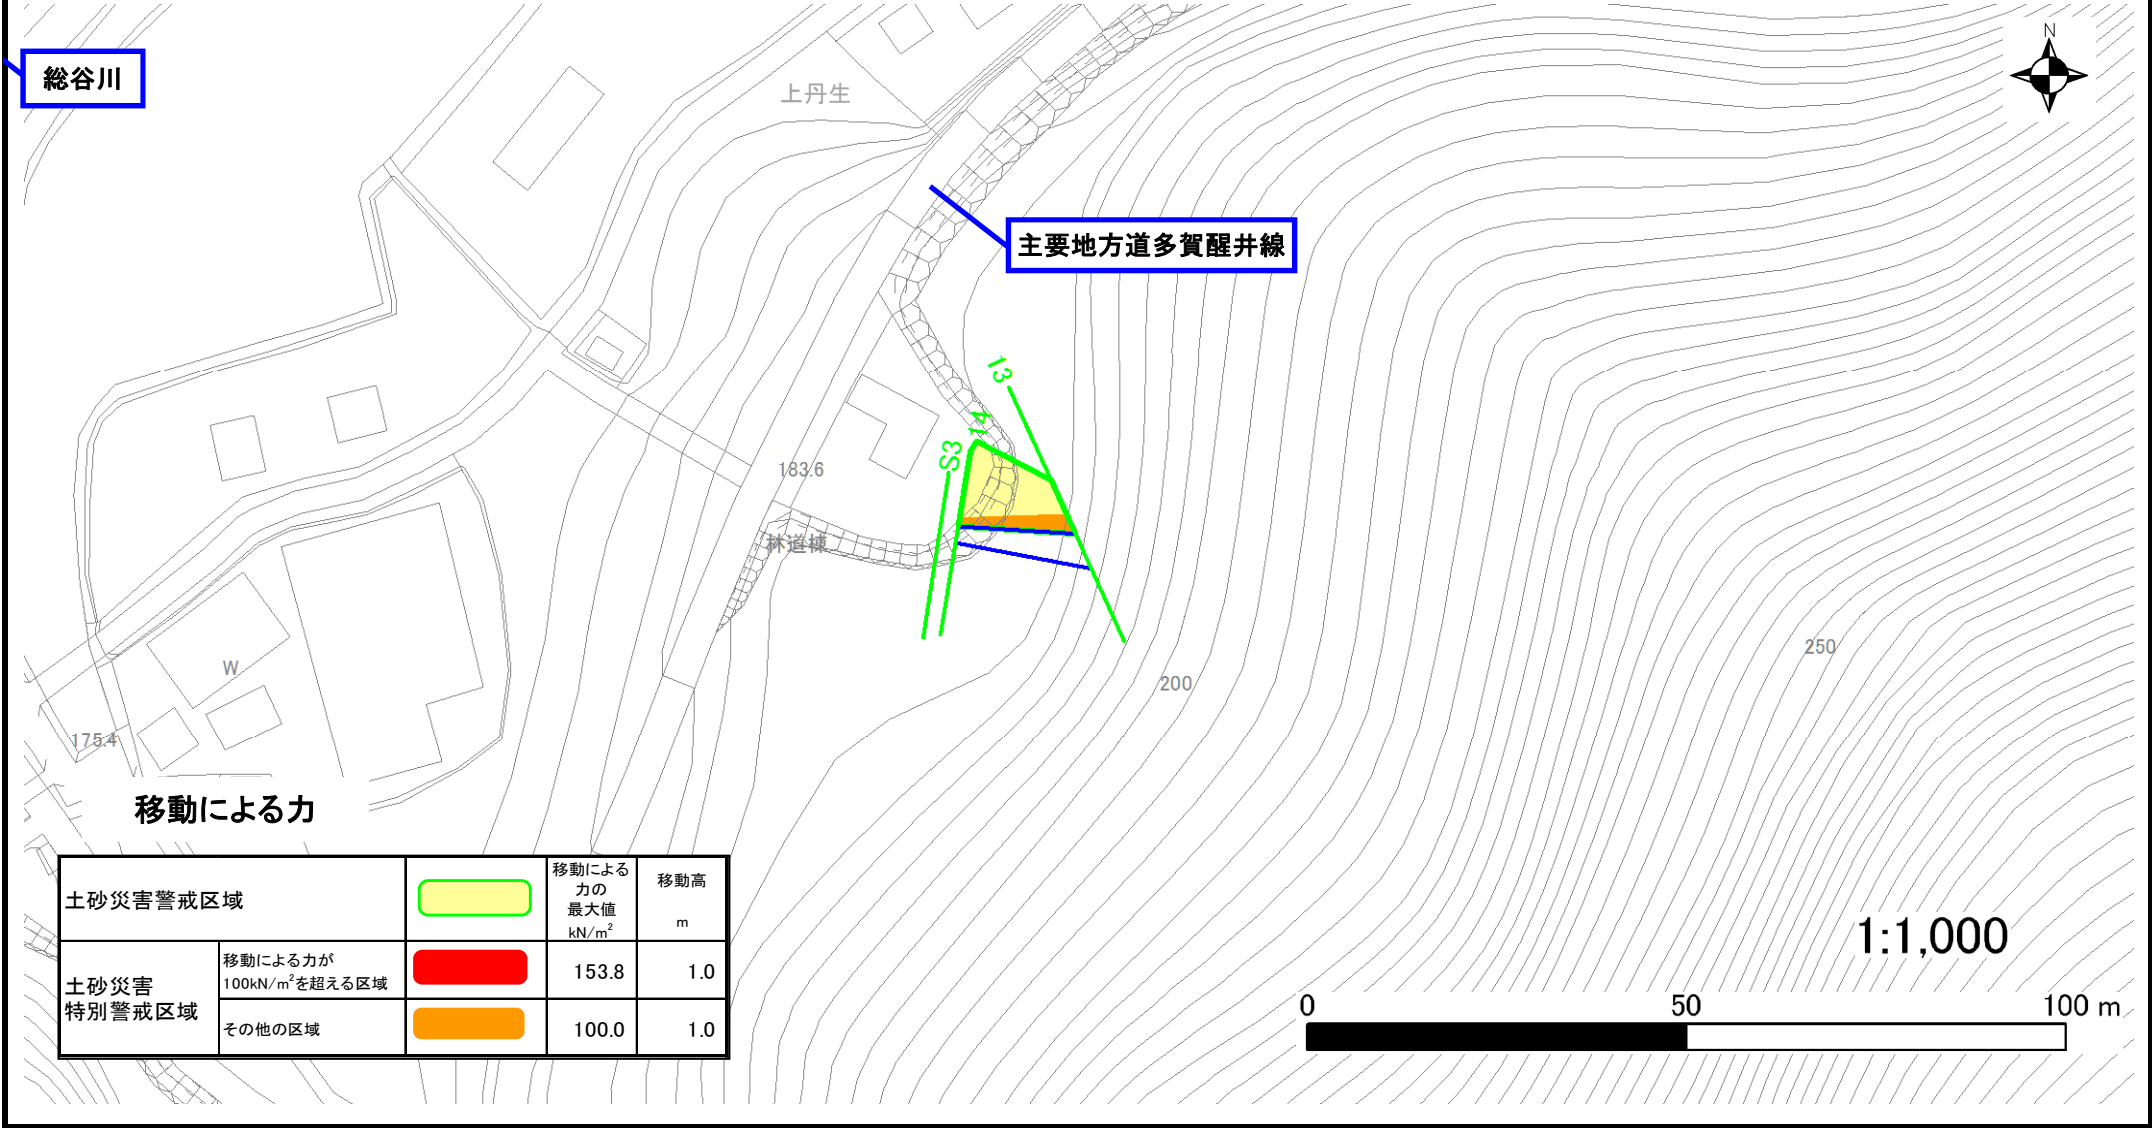 総谷川
上丹生
N
主要地方道多賀醒井線
13
14
S3
183.6
林道棟
W
175.4
200
250
移動による力
土砂災害警戒区域
移動による
力の
最大値
kN/m²
移動高
m
土砂災害
特別警戒区域
移動による力が
100kN/m²を超える区域
153.8
1.0
その他の区域
100.0
1.0
1:1,000
0
50
100 m